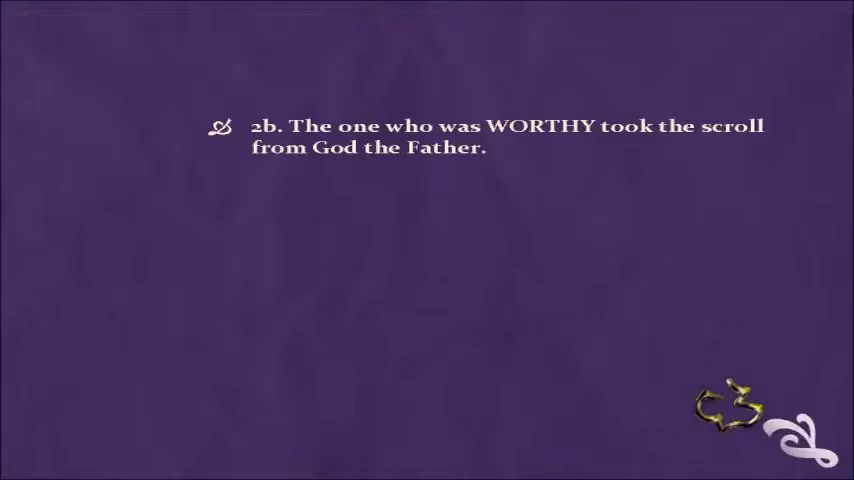 2b. The one who was WORTHY took the scroll
from God the Father.